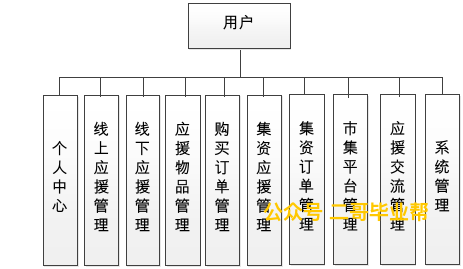 用户
个人中心
线上应援管理
线下应援管理
应援物品管理
购买订单管理
集资应援管理
集资订单管理
市集平台管理
应援交流管理
系统管理
公众号 二哥毕业帮